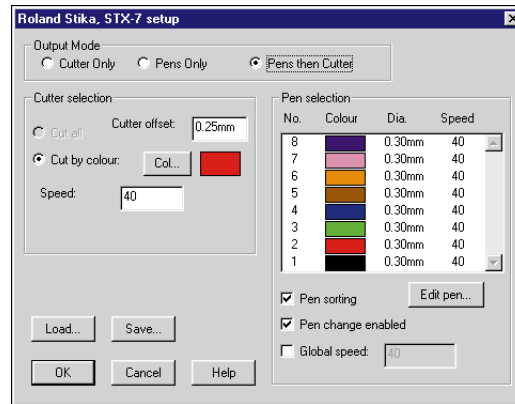 Roland Stika, STX-7 setup
Output Mode
Cutter Only Pens Only Pens then Cutter
Cutter selection
Cut all
Cutter offset: 0.25mm
Cut by colour: Col...
Speed: 40
Pen selection
No. Colour Dia. Speed
8 0.30mm 40
7 0.30mm 40
6 0.30mm 40
5 0.30mm 40
4 0.30mm 40
3 0.30mm 40
2 0.30mm 40
1 0.30mm 40
Pen sorting
Edit pen...
Pen change enabled
Global speed: 40
Load... Save...
OK Cancel Help